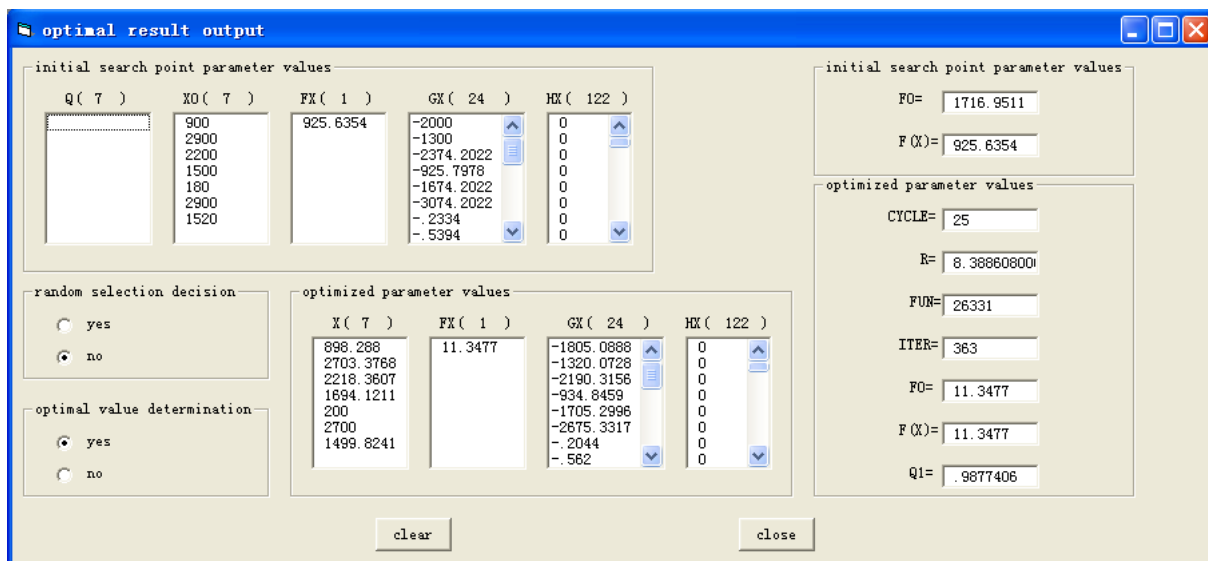 optimal result output
initial search point parameter values
Q( 7 ) XO( 7 ) FX( 1 ) GX( 24 ) HX( 122 )
900 925.6354 -2000 0
2900 -1300 0
2200 -2374.2022 0
1500 -925.7978 0
180 -1674.2022 0
2900 -3074.2022 0
1520 -.2334 0
-.5394 0
initial search point parameter values
FO= 1716.9511
F(X)= 925.6354
random selection decision
yes
no
optimal value determination
yes
no
optimized parameter values
X( 7 ) FX( 1 ) GX( 24 ) HX( 122 )
898.288 11.3477 -1805.0888 0
2703.3768 -1320.0728 0
2218.3607 -2190.3156 0
1694.1211 -934.8459 0
200 -1705.2996 0
2700 -2675.3317 0
1499.8241 -.2044 0
-.562 0
optimized parameter values
CYCLE= 25
R= 8.38860800
FUN= 26331
ITER= 363
FO= 11.3477
F(X)= 11.3477
Q1= .9877406
clear
close